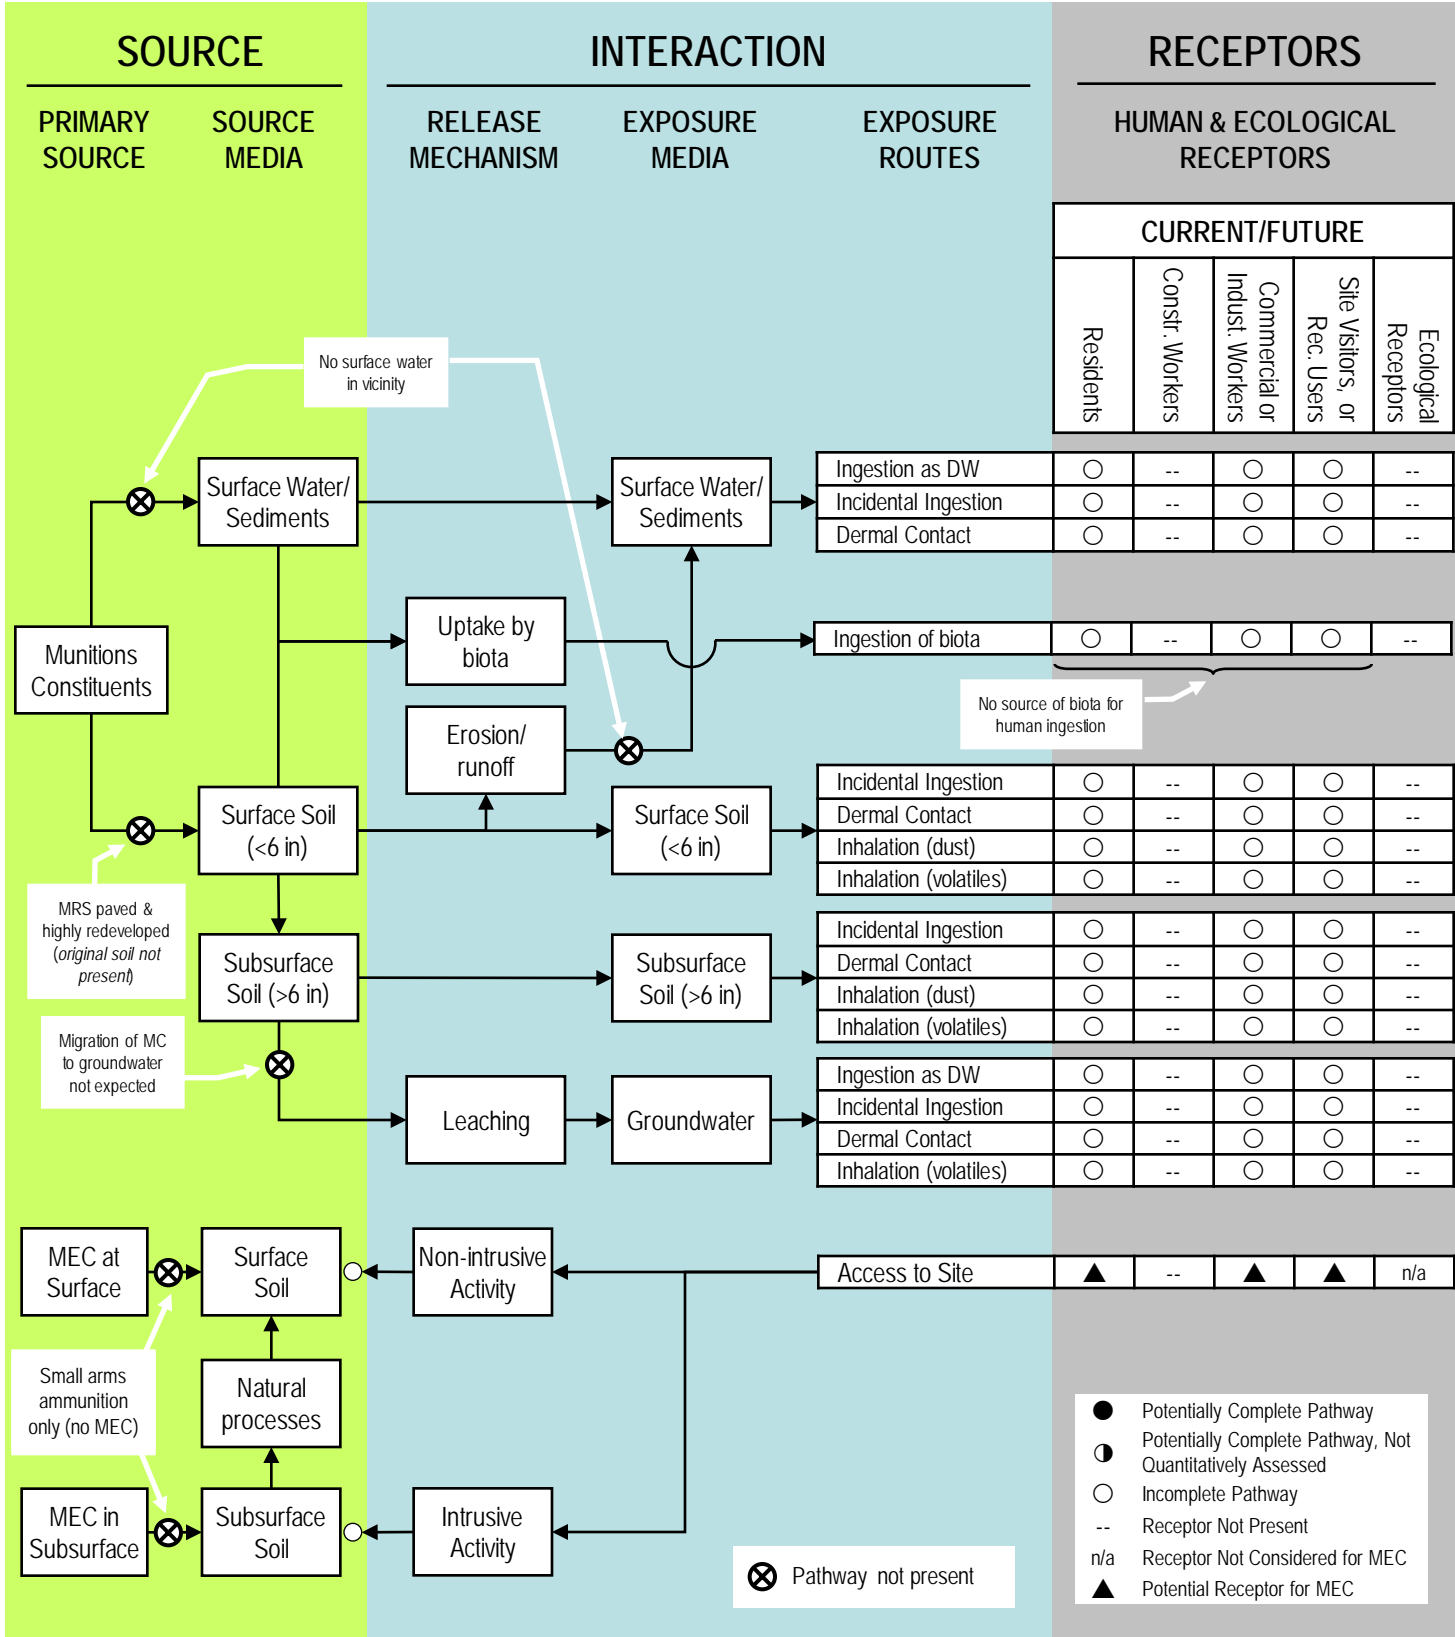 SOURCE
INTERACTION
RECEPTORS
PRIMARY
SOURCE
SOURCE
MEDIA
RELEASE
MECHANISM
EXPOSURE
MEDIA
EXPOSURE
ROUTES
HUMAN & ECOLOGICAL
RECEPTORS
CURRENT/FUTURE
Residents
Constr. Workers
Commercial or
Indust. Workers
Site Visitors, or
Rec. Users
Ecological
Receptors
No surface water
in vicinity
Surface Water/
Sediments
Surface Water/
Sediments
Ingestion as DW -- --
Incidental Ingestion -- --
Dermal Contact -- --
Munitions
Constituents
Uptake by
biota
Ingestion of biota -- --
No source of biota for
human ingestion
Erosion/
runoff
Surface Soil
(<6 in)
Surface Soil
(<6 in)
Incidental Ingestion -- --
Dermal Contact -- --
Inhalation (dust) -- --
Inhalation (volatiles) -- --
MRS paved &
highly redeveloped
(original soil not
present)
Subsurface
Soil (>6 in)
Subsurface
Soil (>6 in)
Incidental Ingestion -- --
Dermal Contact -- --
Inhalation (dust) -- --
Inhalation (volatiles) -- --
Migration of MC
to groundwater
not expected
Leaching
Groundwater
Ingestion as DW -- --
Incidental Ingestion -- --
Dermal Contact -- --
Inhalation (volatiles) -- --
MEC at
Surface
Surface
Soil
Non-intrusive
Activity
Access to Site -- n/a
Small arms
ammunition
only (no MEC)
Natural
processes
MEC in
Subsurface
Subsurface
Soil
Intrusive
Activity
Pathway not present
Potentially Complete Pathway
Potentially Complete Pathway, Not
Quantitatively Assessed
Incomplete Pathway
-- Receptor Not Present
n/a Receptor Not Considered for MEC
Potential Receptor for MEC